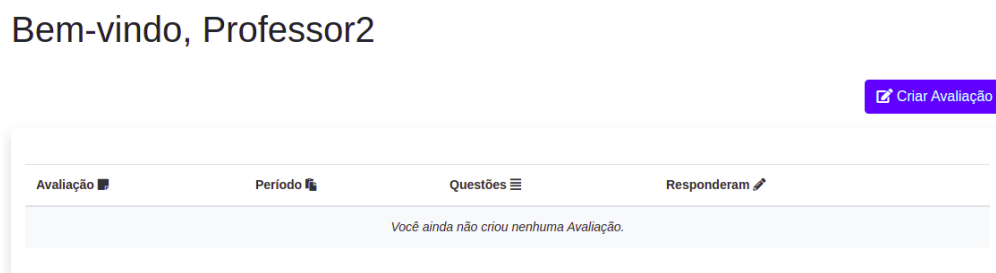 Bem-vindo, Professor2
Criar Avaliação
Avaliação Período Questões Responderam
Você ainda não criou nenhuma Avaliação.